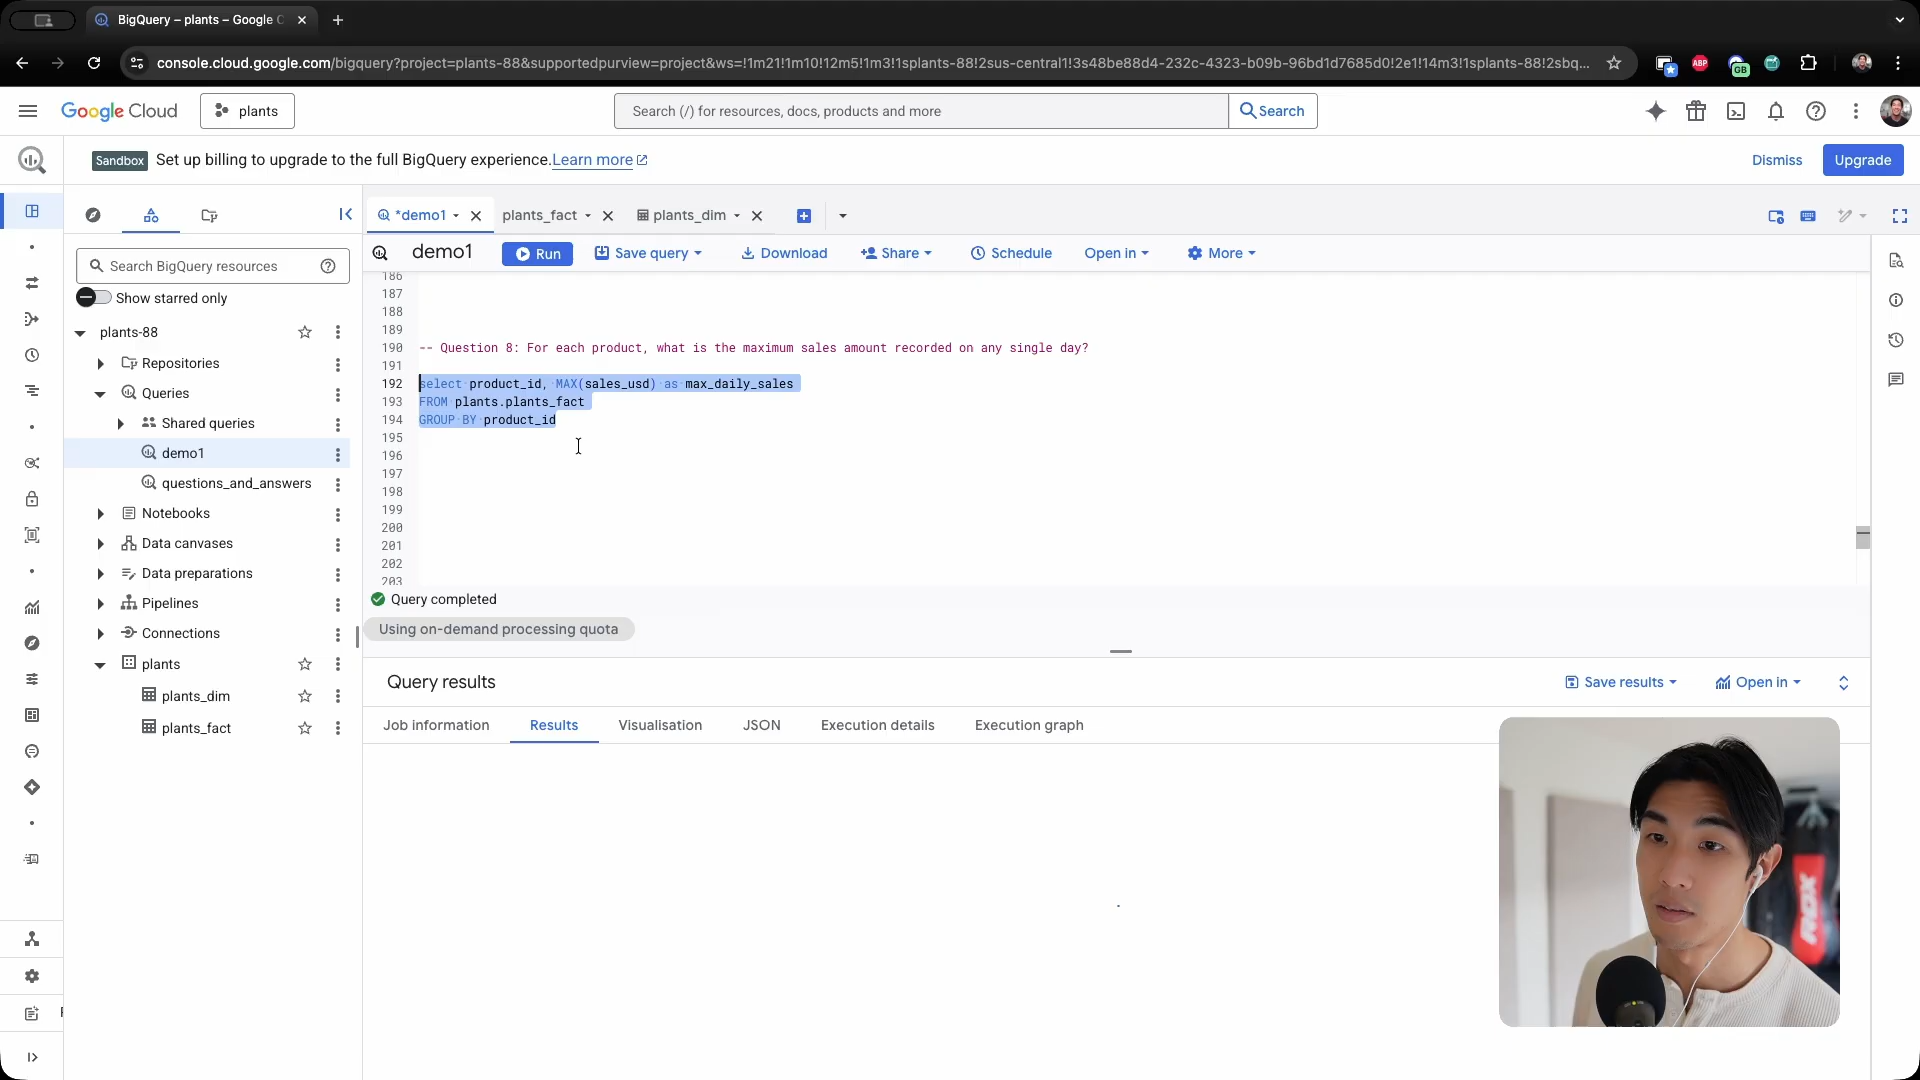 BigQuery – plants – Google C
console.cloud.google.com/bigquery?project=plants-88&supportedpurview=project&ws=!1m21!1m10!12m5!1m3!1splants-88!2sus-central1!3s48be88d4-232c-4323-b09b-96bd1d7685d0!2e1!14m3!1splants-88!2sbq...
ABP
GB
Google Cloud
plants
Search (/) for resources, docs, products and more
Search
Sandbox
Set up billing to upgrade to the full BigQuery experience. Learn more
Dismiss
Upgrade
*demo1
plants_fact
plants_dim
Search BigQuery resources
Show starred only
plants-88
Repositories
Queries
Shared queries
demo1
questions_and_answers
Notebooks
Data canvases
Data preparations
Pipelines
Connections
plants
plants_dim
plants_fact
demo1
Run
Save query
Download
Share
Schedule
Open in
More
186
187
188
189
190 -- Question 8: For each product, what is the maximum sales amount recorded on any single day?
191
192 select product_id, MAX(sales_usd) as max_daily_sales
193 FROM plants.plants_fact
194 GROUP BY product_id
195
196
197
198
199
200
201
202
203
Query completed
Using on-demand processing quota
Query results
Save results
Open in
Job information
Results
Visualisation
JSON
Execution details
Execution graph
RDX